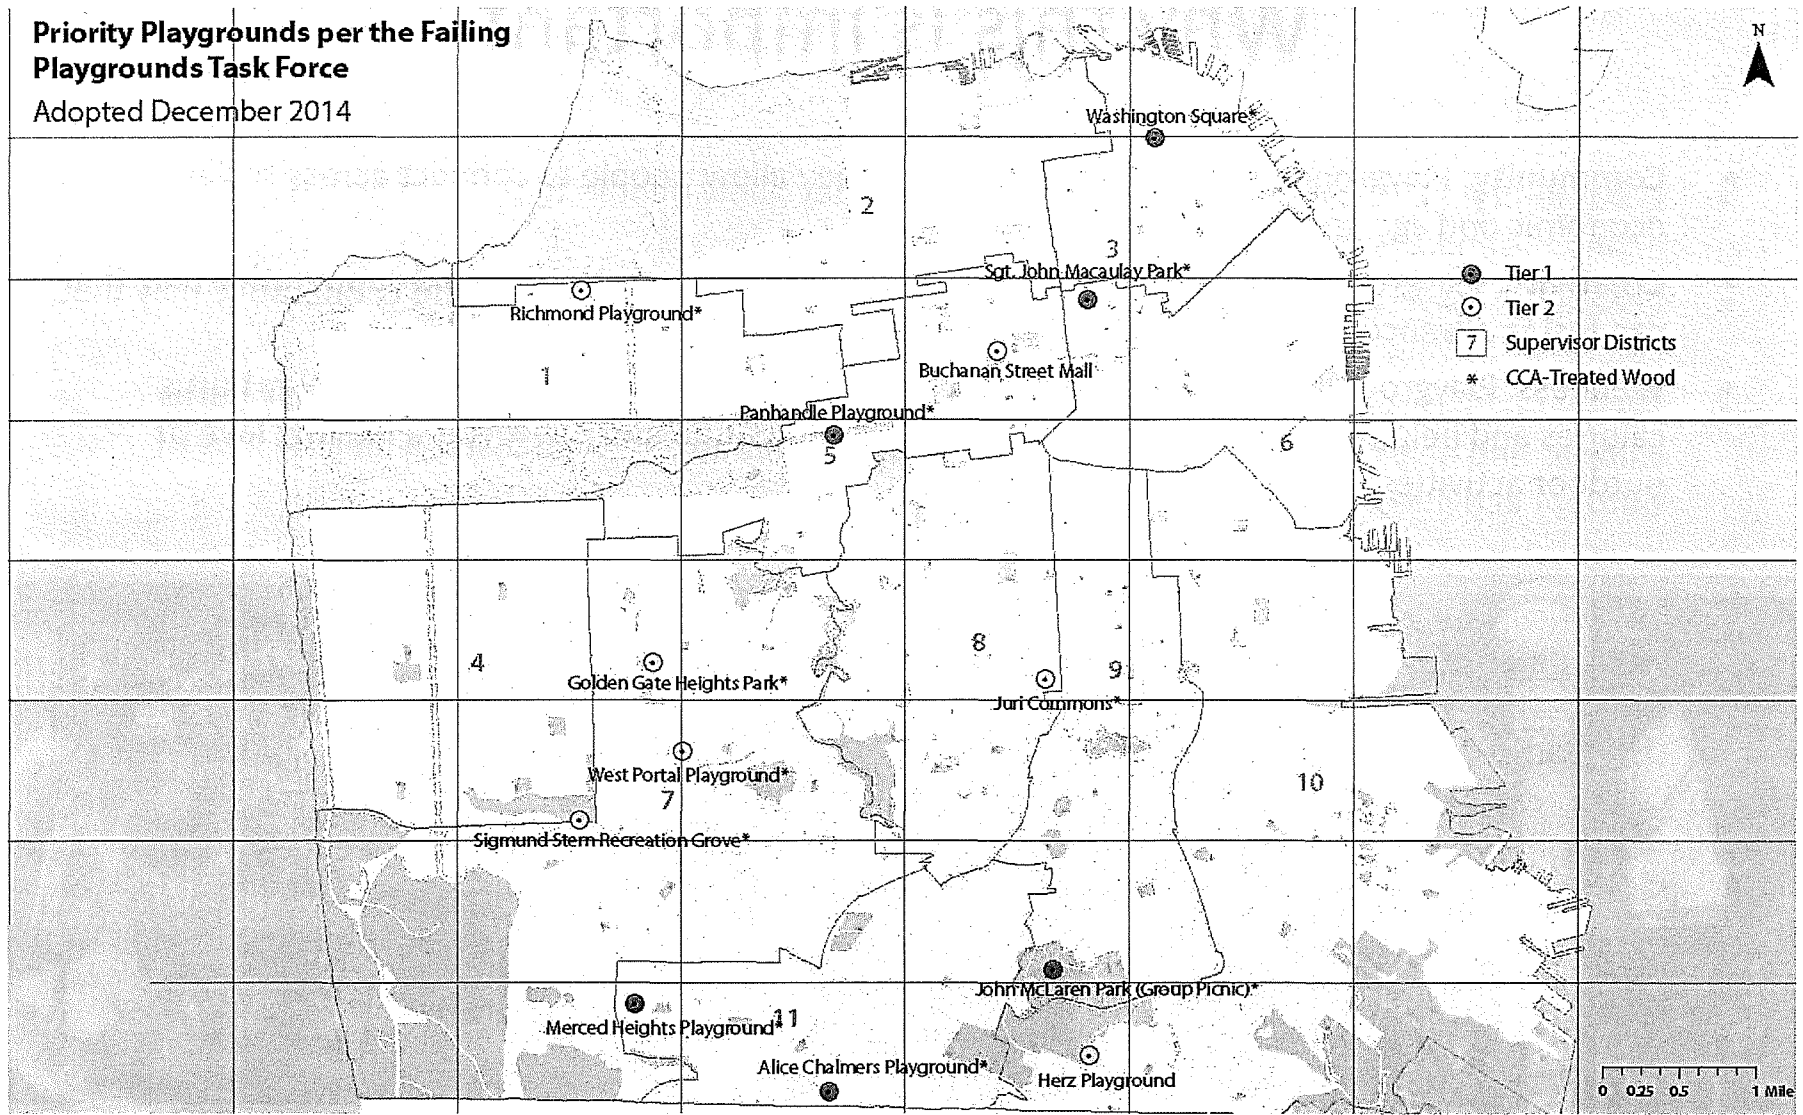 Priority Playgrounds per the Failing
Playgrounds Task Force
Adopted December 2014
N
Washington Square*
2
3
Sgt. John Macaulay Park*
Tier 1
Tier 2
7 Supervisor Districts
* CCA-Treated Wood
Richmond Playground*
Buchanan Street Mall
1
Panhandle Playground*
5
6
8
4
9
Golden Gate Heights Park*
Juri Commons*
West Portal Playground*
7
10
Sigmund Stern Recreation Grove*
John McLaren Park (Group Picnic)*
Merced Heights Playground*
11
Alice Chalmers Playground*
Herz Playground
0 0.25 0.5 1 Mile